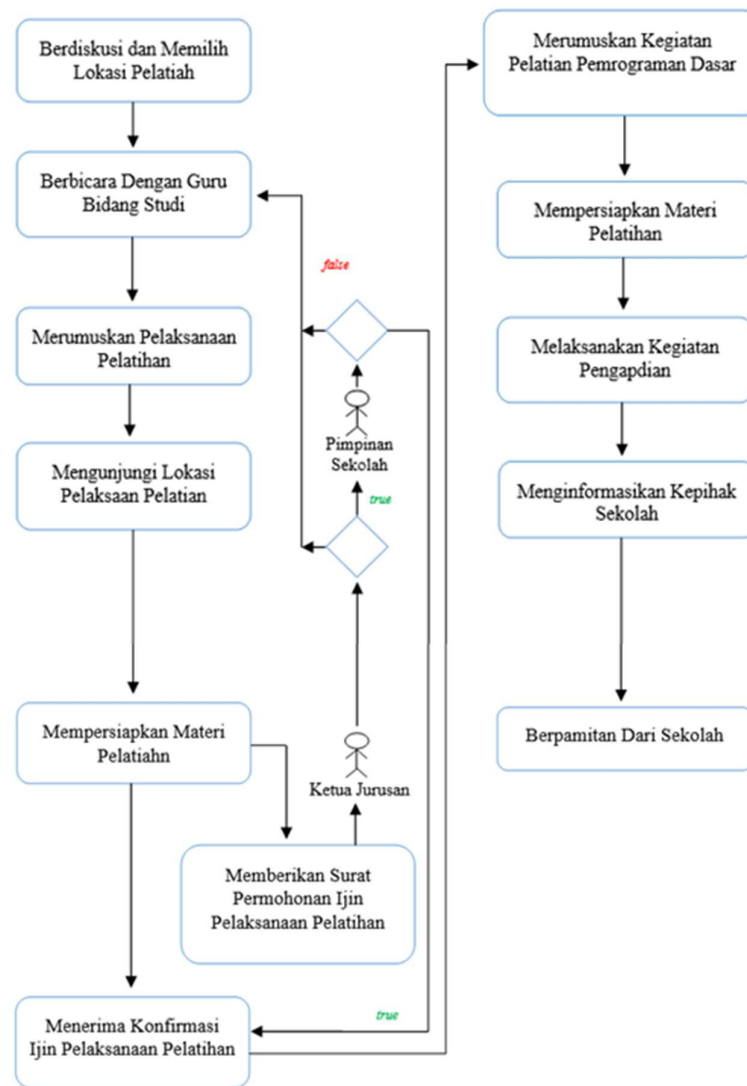 Berdiskusi dan Memilih
Lokasi Pelatiah
Berbicara Dengan Guru
Bidang Studi
Merumuskan Pelaksanaan
Pelatihan
Mengunjungi Lokasi
Pelaksaan Pelatian
Mempersiapkan Materi
Pelatiahn
Memberikan Surat
Permohonan Ijin
Pelaksanaan Pelatihan
Ketua Jurusan
true
Pimpinan
Sekolah
false
true
Menerima Konfirmasi
Ijin Pelaksanaan Pelatihan
Merumuskan Kegiatan
Pelatian Pemrograman Dasar
Mempersiapkan Materi
Pelatihan
Melaksanakan Kegiatan
Pengapdian
Menginformasikan Kepihak
Sekolah
Berpamitan Dari Sekolah